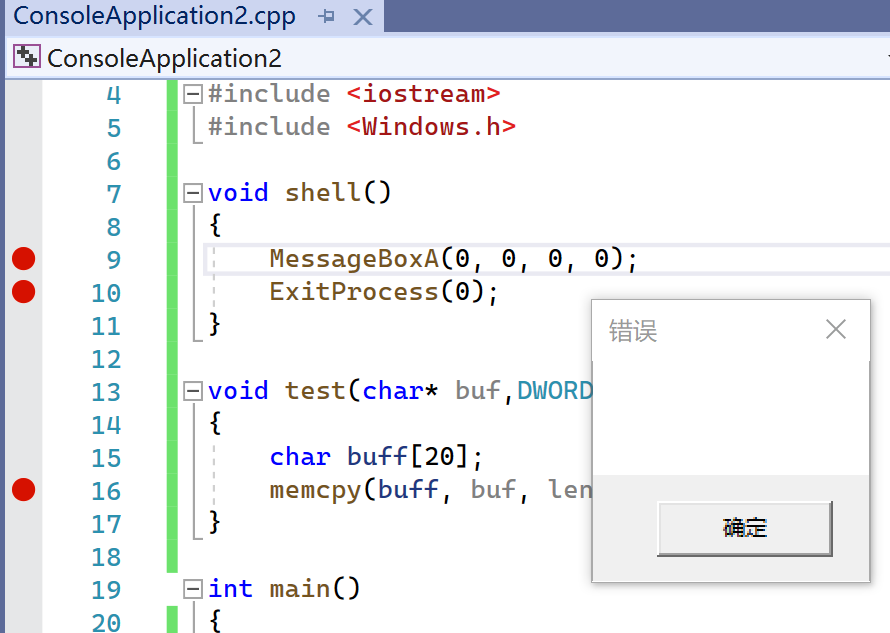 ConsoleApplication2.cpp
ConsoleApplication2
4 #include <iostream>
5 #include <Windows.h>
6
7 void shell()
8 {
9 MessageBoxA(0, 0, 0, 0);
10 ExitProcess(0);
11 }
12
13 void test(char* buf,DWORD
14 {
15 char buff[20];
16 memcpy(buff, buf, len
17 }
18
19 int main()
20 {
错误
确定